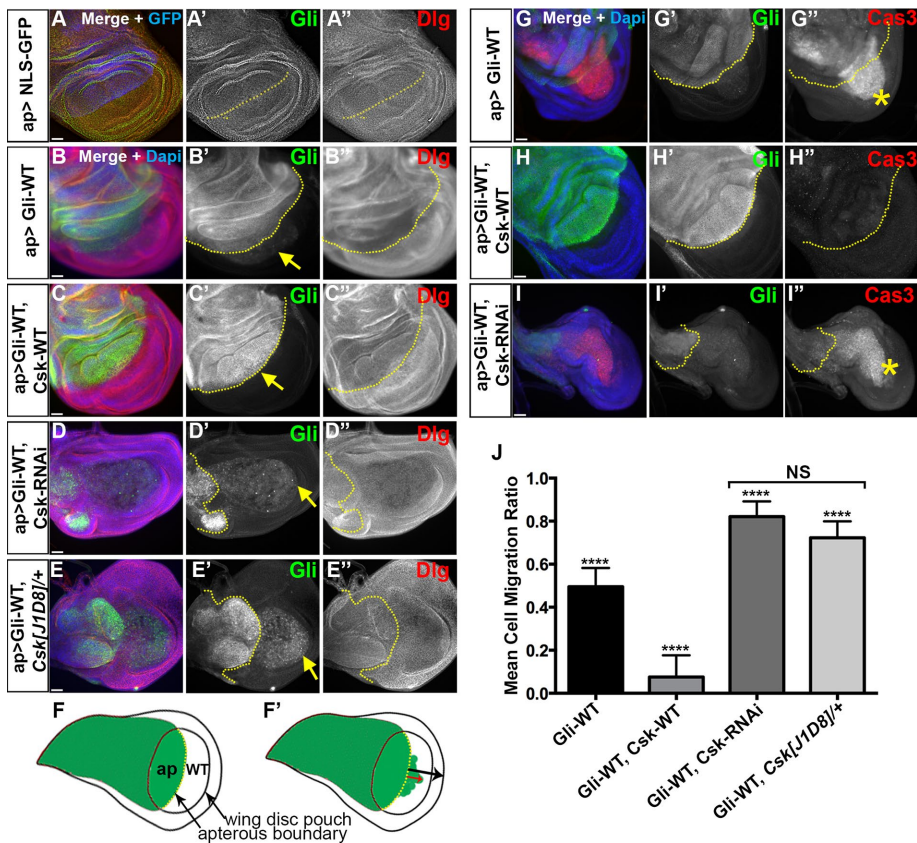 A Merge + GFP
A' Gli
A" Dlg
ap> NLS-GFP
B Merge + Dapi
B' Gli
B" Dlg
ap> Gli-WT
C
C' Gli
C" Dlg
ap>Gli-WT,
Csk-WT
D
D' Gli
D" Dlg
ap>Gli-WT,
Csk-RNAi
E
E' Gli
E" Dlg
ap>Gli-WT,
Csk[J1D8]/+
F
ap
WT
F'
wing disc pouch
apterous boundary
G Merge + Dapi
G' Gli
G" Cas3
ap> Gli-WT
*
H
H' Gli
H" Cas3
ap>Gli-WT,
Csk-WT
I
I' Gli
I" Cas3
ap>Gli-WT,
Csk-RNAi
*
J
NS
Mean Cell Migration Ratio
1.0
0.8
0.6
0.4
0.2
0.0
****
****
****
****
Gli-WT
Gli-WT, Csk-WT
Gli-WT, Csk-RNAi
Gli-WT, Csk[J1D8]/+